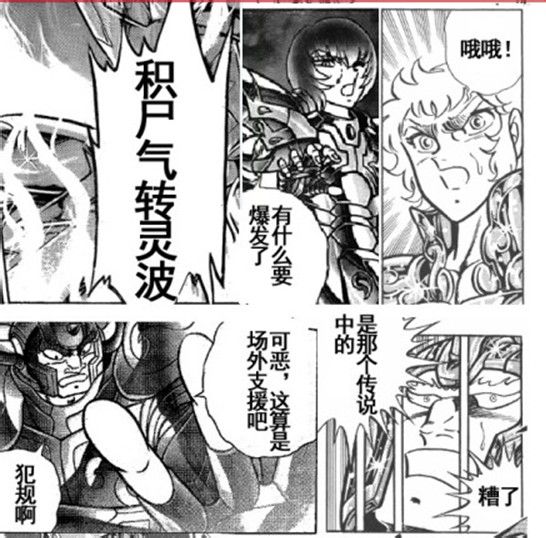 哦哦！
有什么要
爆发了
积尸气转灵波
是那个传说
中的
糟了
可恶，这算是
场外支援吧
犯规啊